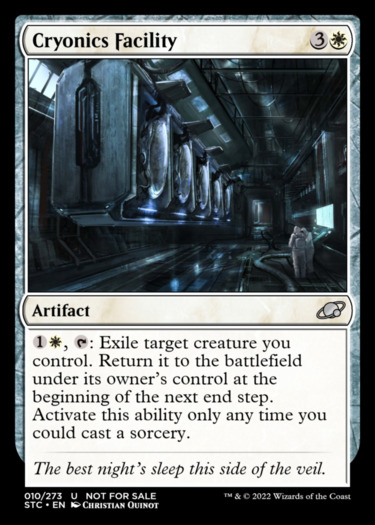 Cryonics Facility 3
Artifact
1, : Exile target creature you
control. Return it to the battlefield
under its owner's control at the
beginning of the next end step.
Activate this ability only any time you
could cast a sorcery.
The best night's sleep this side of the veil.
010/273 U NOT FOR SALE
STC • EN Christian Quinot
™ & © 2022 Wizards of the Coast